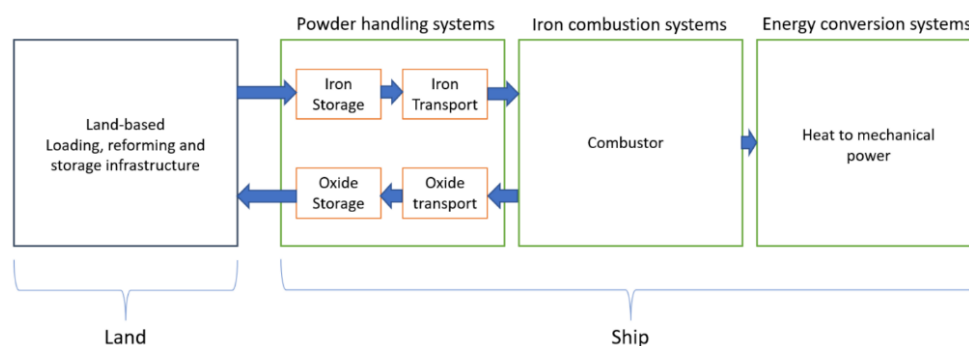 Powder handling systems
Iron combustion systems
Energy conversion systems
Land-based
Loading, reforming and
storage infrastructure
Iron
Storage
Iron
Transport
Oxide
Storage
Oxide
transport
Combustor
Heat to mechanical
power
Land
Ship